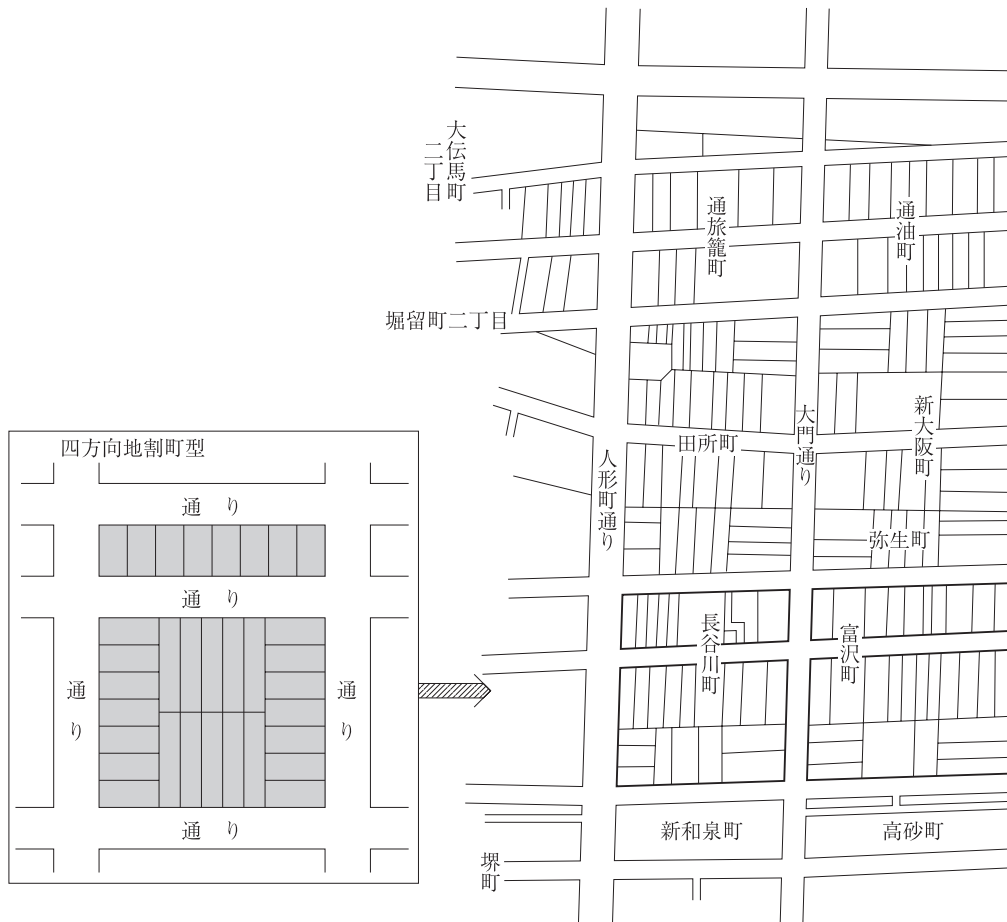 四方向地割町型
通り
通り
通り
通り
通り
大伝馬町
二丁目
通旅籠町
通油町
堀留町二丁目
田所町
大門通り
新大阪町
人形町通り
弥生町
長谷川町
富沢町
新和泉町
高砂町
堺町